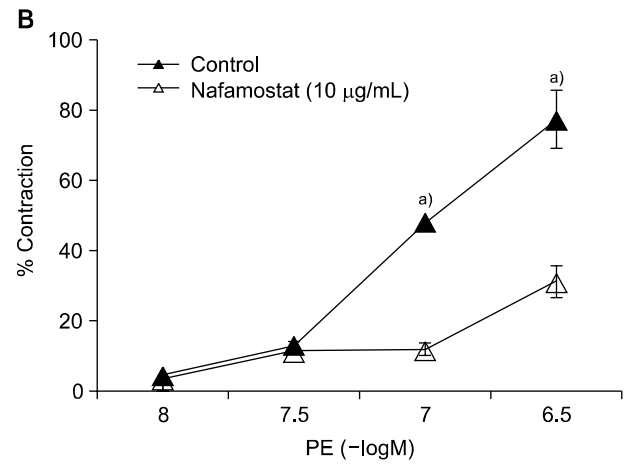 B
100
80
60
40
20
0
% Contraction
Control
Nafamostat (10 μg/mL)
a)
a)
8 7.5 7 6.5
PE (−logM)